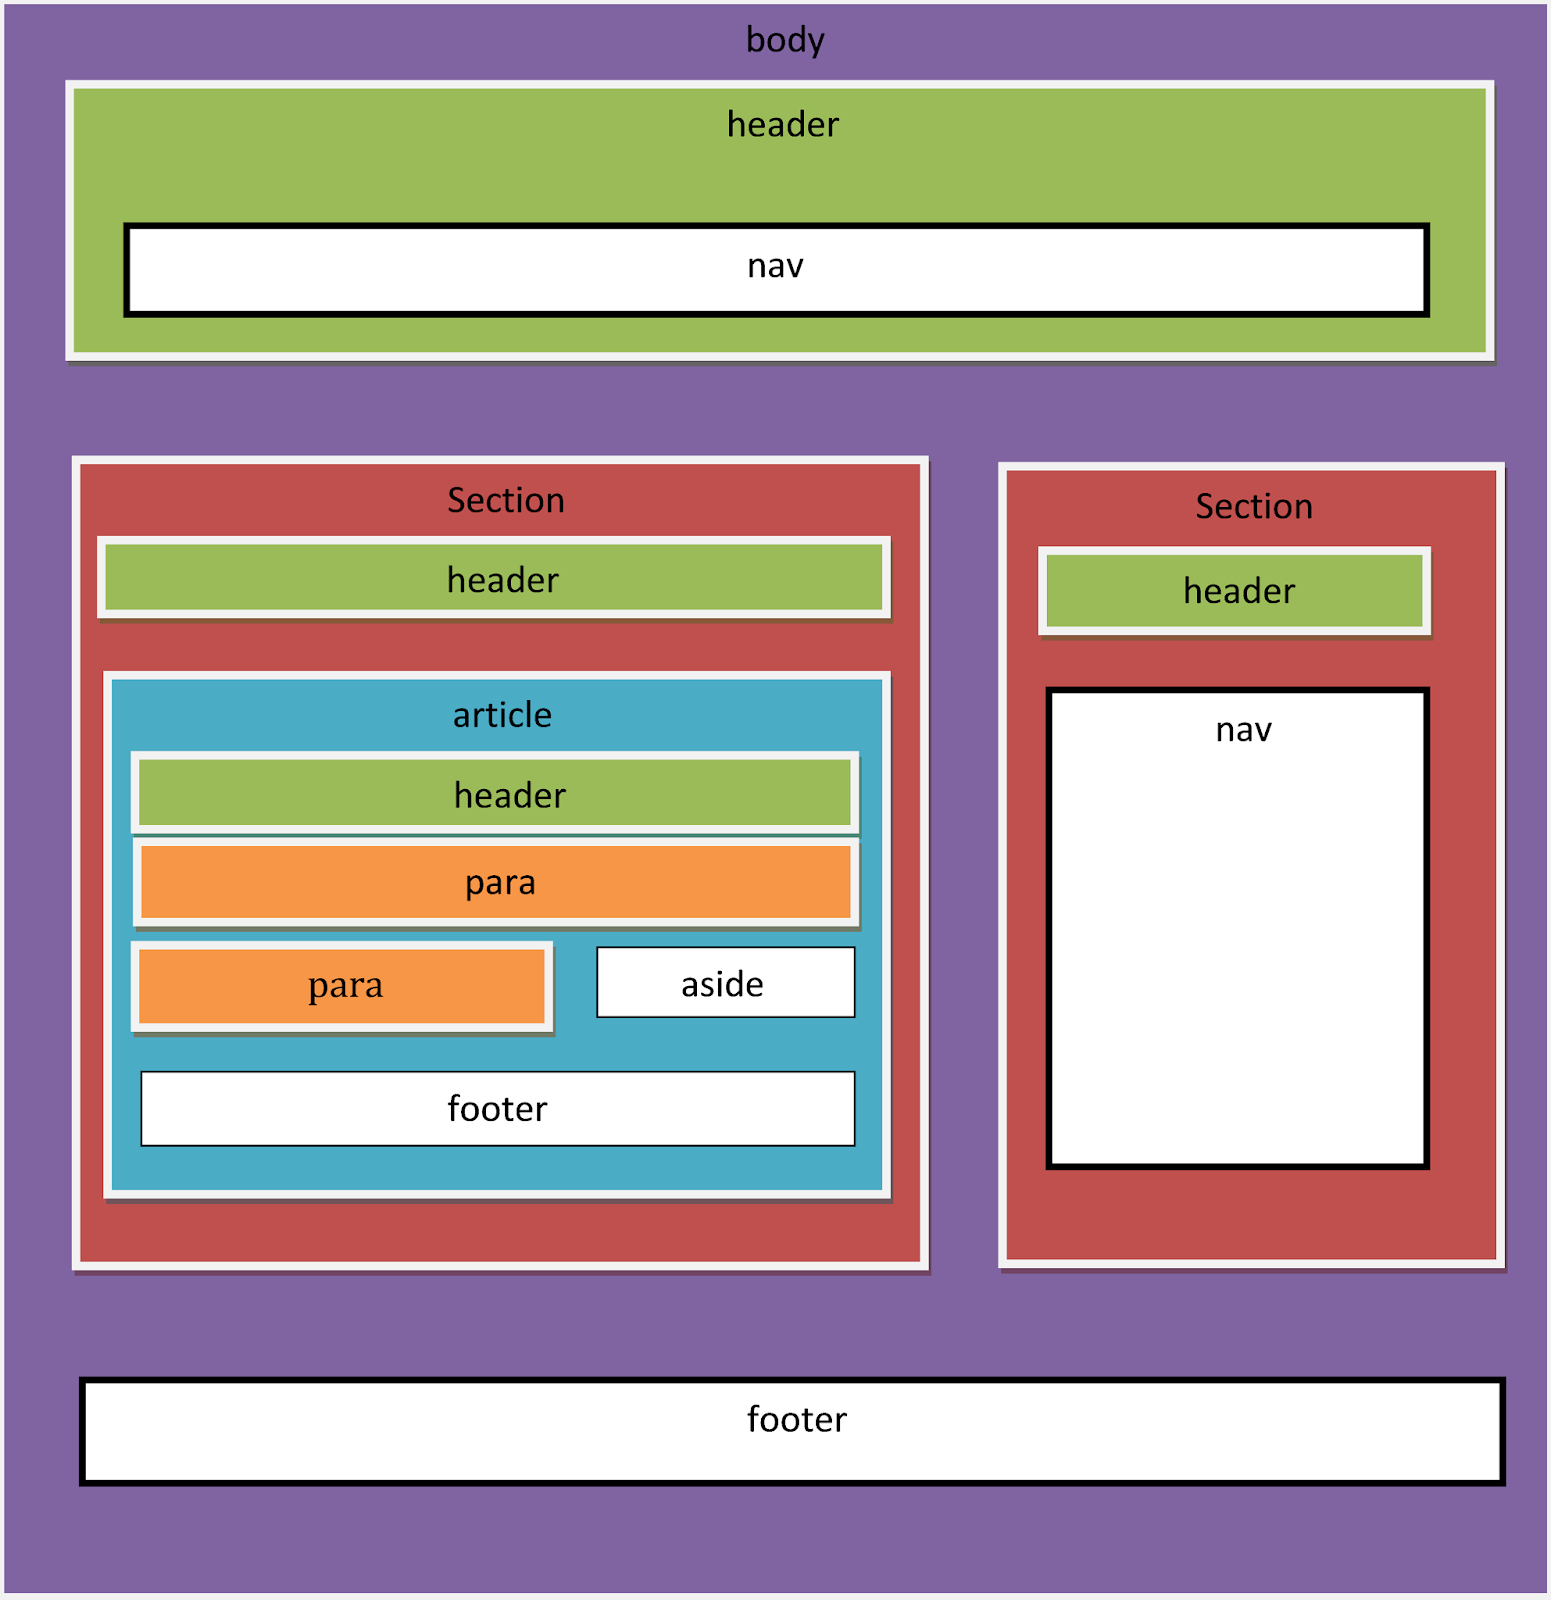 body
header
nav
Section
header
article
header
para
para
aside
footer
Section
header
nav
footer